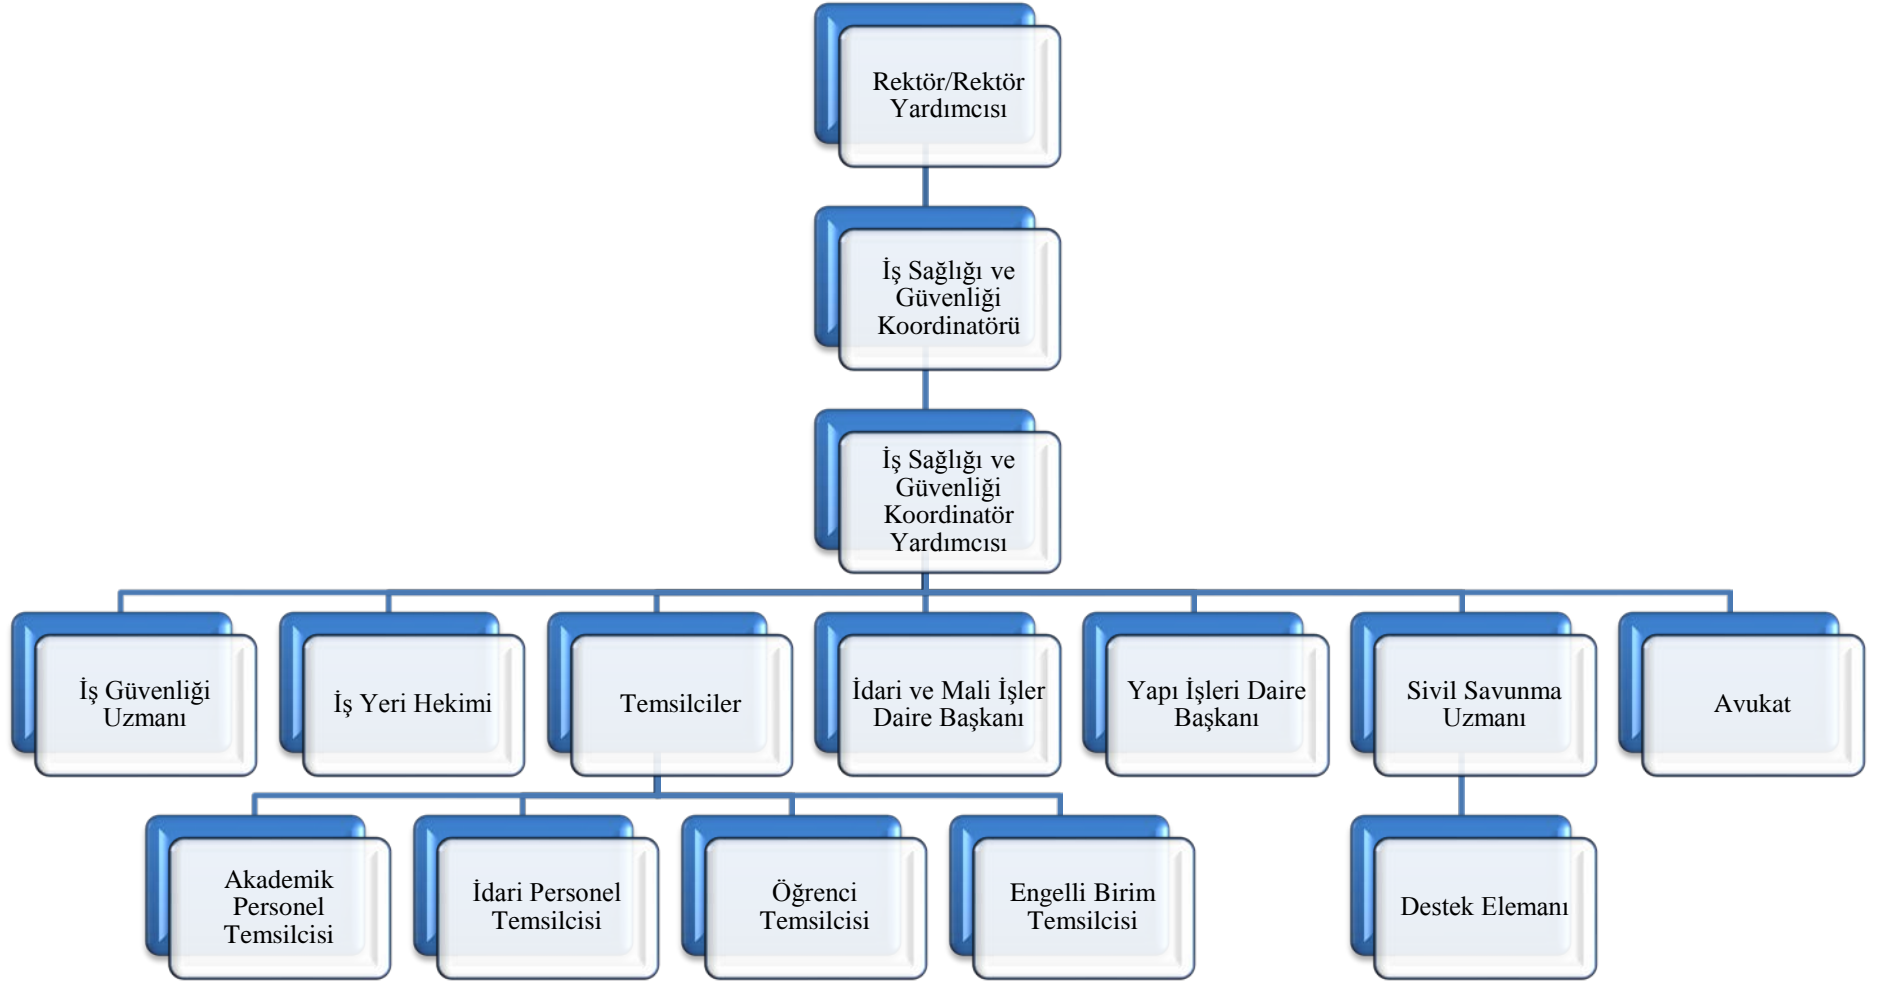 Rektör/Rektör
Yardımcısı
İş Sağlığı ve
Güvenliği
Koordinatörü
İş Sağlığı ve
Güvenliği
Koordinatör
Yardımcısı
İş Güvenliği
Uzmanı
İş Yeri Hekimi
Temsilciler
İdari ve Mali İşler
Daire Başkanı
Yapı İşleri Daire
Başkanı
Sivil Savunma
Uzmanı
Avukat
Akademik
Personel
Temsilcisi
İdari Personel
Temsilcisi
Öğrenci
Temsilcisi
Engelli Birim
Temsilcisi
Destek Elemanı